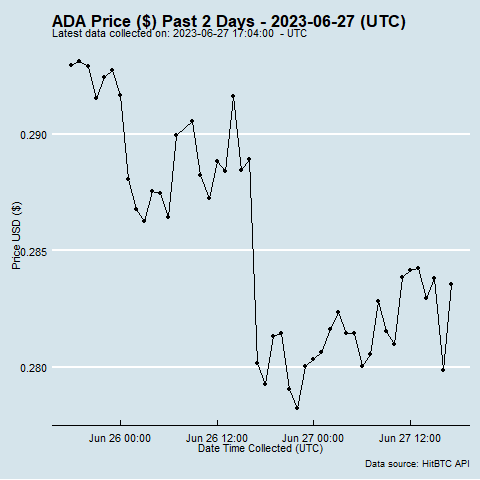 ADA Price ($) Past 2 Days - 2023-06-27 (UTC)
Latest data collected on: 2023-06-27 17:04:00  - UTC
0.290
0.285
0.280
Price USD ($)
Jun 26 00:00
Jun 26 12:00
Jun 27 00:00
Jun 27 12:00
Date Time Collected (UTC)
Data source: HitBTC API